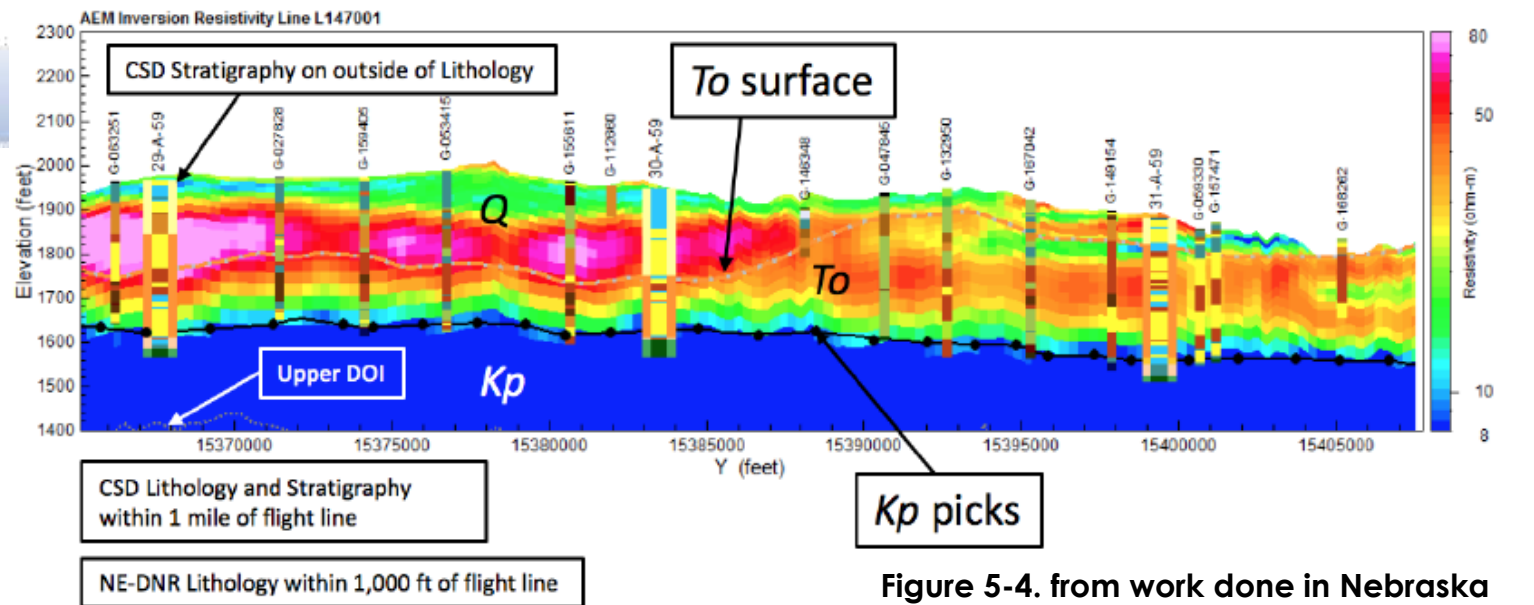 AEM Inversion Resistivity Line L147001
2300
2200
2100
2000
1900
1800
1700
1600
1500
1400
Elevation (feet)
CSD Stratigraphy on outside of Lithology
To surface
G-063251
29-A-59
G-027828
G-159405
G-053415
G-155611
G-112660
30-A-59
G-146348
G-047845
G-132950
G-167042
G-149154
31-A-59
G-069330
G-157471
G-168262
Q
To
Kp
Upper DOI
80
50
10
8
Resistivity (ohm-m)
15370000
15375000
15380000
15385000
15390000
15395000
15400000
15405000
Y (feet)
CSD Lithology and Stratigraphy
within 1 mile of flight line
Kp picks
NE-DNR Lithology within 1,000 ft of flight line
Figure 5-4. from work done in Nebraska